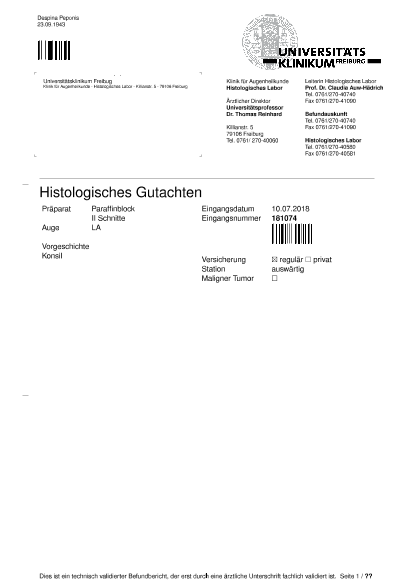 Despina Peponis
23.09.1943
UNIVERSITÄTS
KLINIKUM FREIBURG
Universitätsklinikum Freiburg
Klinik für Augenheilkunde · Histologisches Labor · Killianstr. 5 · 79106 Freiburg
Klinik für Augenheilkunde
Histologisches Labor
Ärztlicher Direktor
Universitätsprofessor
Dr. Thomas Reinhard
Killianstr. 5
79106 Freiburg
Tel. 0761/ 270-40060
Leiterin Histologisches Labor
Prof. Dr. Claudia Auw-Hädrich
Tel. 0761/270-40740
Fax 0761/270-41090
Befundauskunft
Tel. 0761/270-40740
Fax 0761/270-41090
Histologisches Labor
Tel. 0761/270-40580
Fax 0761/270-40581
Histologisches Gutachten
Präparat Paraffinblock
II Schnitte
Auge LA
Vorgeschichte
Konsil
Eingangsdatum 10.07.2018
Eingangsnummer 181074
Versicherung ☒ regulär ☐ privat
Station auswärtig
Maligner Tumor ☐
Dies ist ein technisch validierter Befundbericht, der erst durch eine ärztliche Unterschrift fachlich validiert ist. Seite 1 / ??